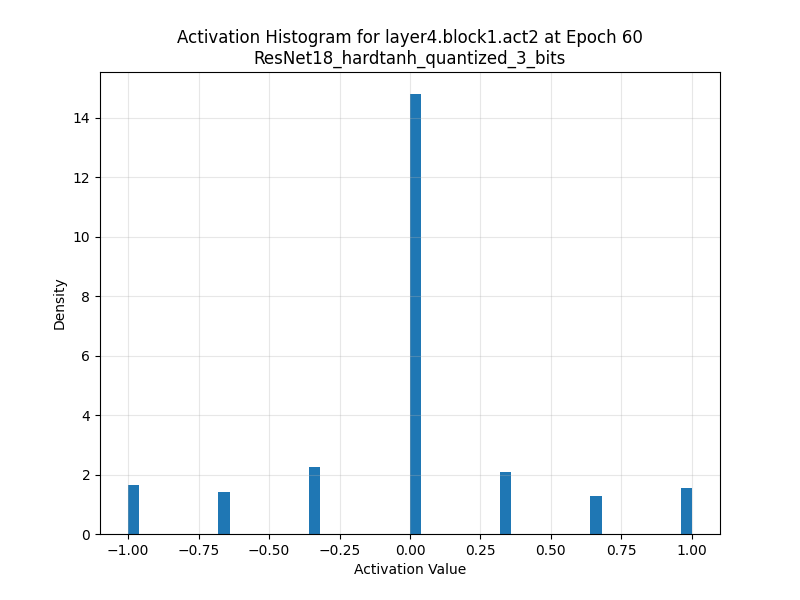 Activation Histogram for layer4.block1.act2 at Epoch 60
ResNet18_hardtanh_quantized_3_bits
14
12
10
8
6
4
2
0
Density
−1.00 −0.75 −0.50 −0.25 0.00 0.25 0.50 0.75 1.00
Activation Value